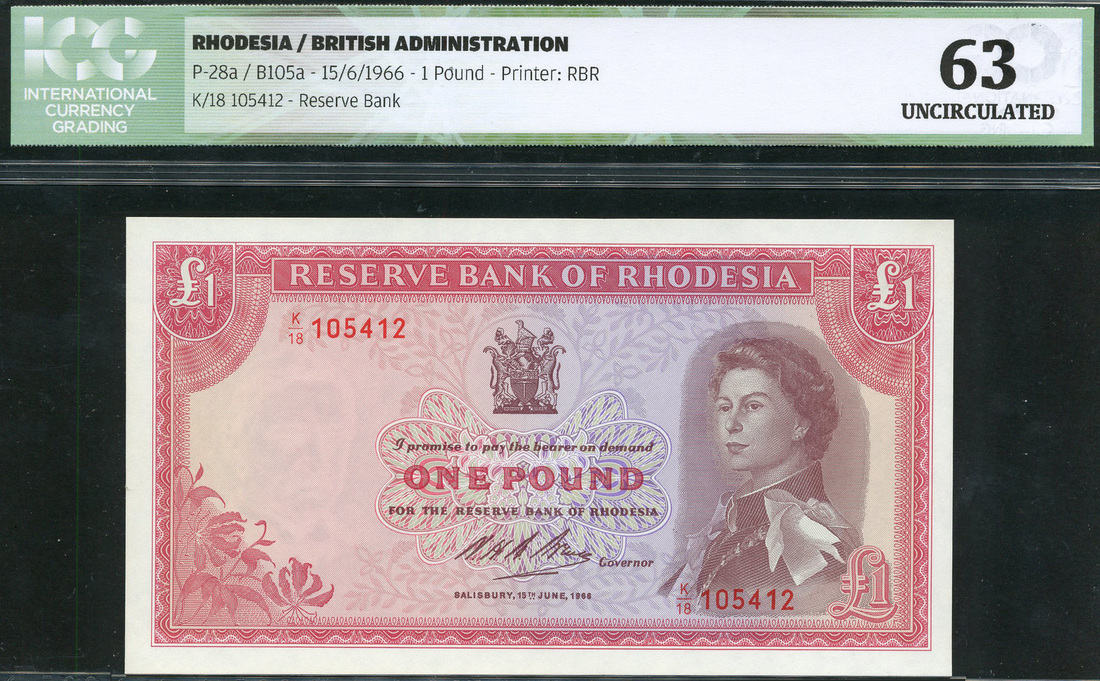 ICG
INTERNATIONAL
CURRENCY
GRADING
RHODESIA / BRITISH ADMINISTRATION
P-28a / B105a - 15/6/1966 - 1 Pound - Printer: RBR
K/18 105412 - Reserve Bank
63
UNCIRCULATED
£1 RESERVE BANK OF RHODESIA £1
K/18 105412
I promise to pay the bearer on demand
ONE POUND
FOR THE RESERVE BANK OF RHODESIA
Governor
SALISBURY, 15TH JUNE, 1966
K/18 105412
£1